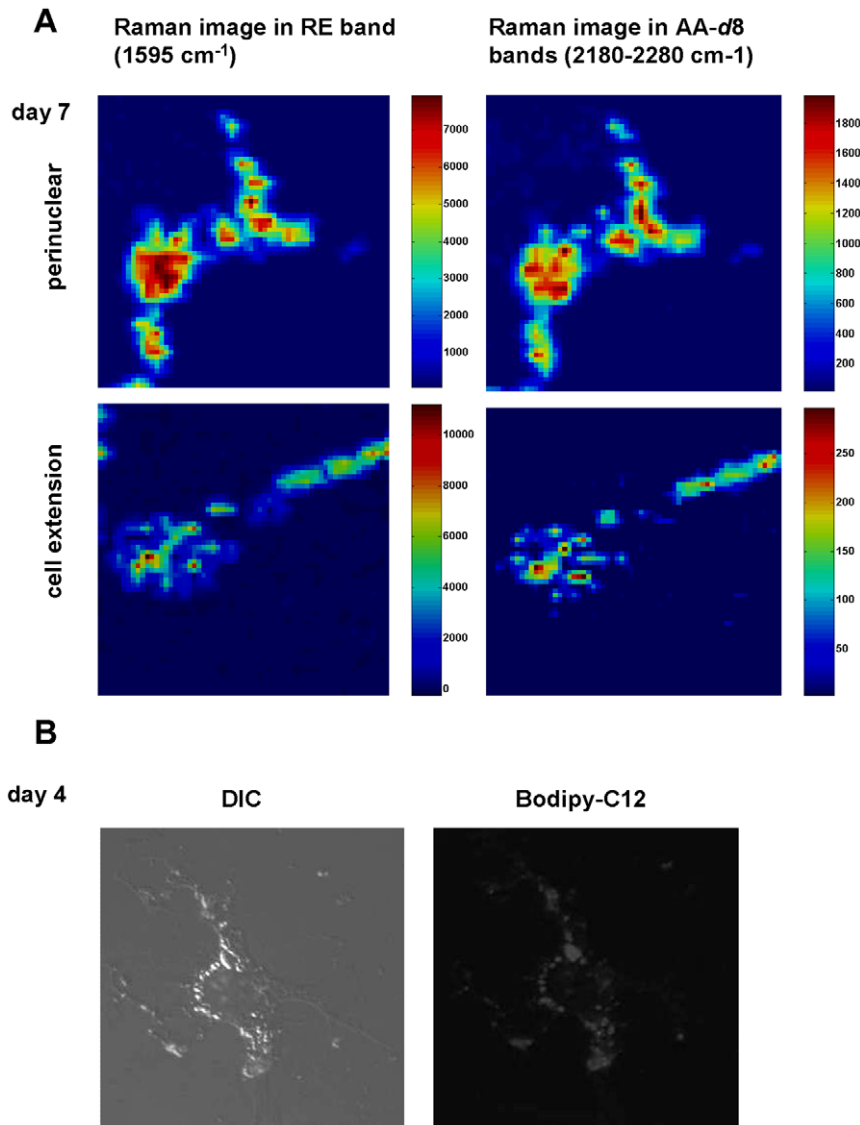 A
Raman image in RE band
(1595 cm⁻¹)
Raman image in AA-d8
bands (2180-2280 cm-1)
day 7
perinuclear
7000
6000
5000
4000
3000
2000
1000
1800
1600
1400
1200
1000
800
600
400
200
cell extension
10000
8000
6000
4000
2000
0
250
200
150
100
50
B
day 4
DIC
Bodipy-C12